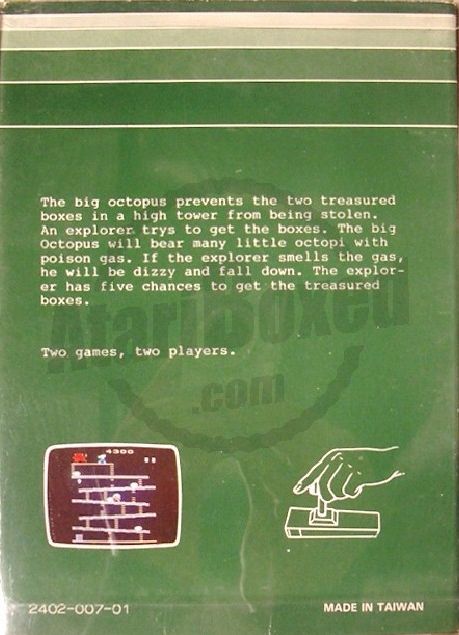 The big octopus prevents the two treasured
boxes in a high tower from being stolen.
An explorer trys to get the boxes. The big
Octopus will bear many little octopi with
poison gas. If the explorer smells the gas,
he will be dizzy and fall down. The explor-
er has five chances to get the treasured
boxes.
AtariBoxed
.com
Two games, two players.
4300
2402-007-01
MADE IN TAIWAN